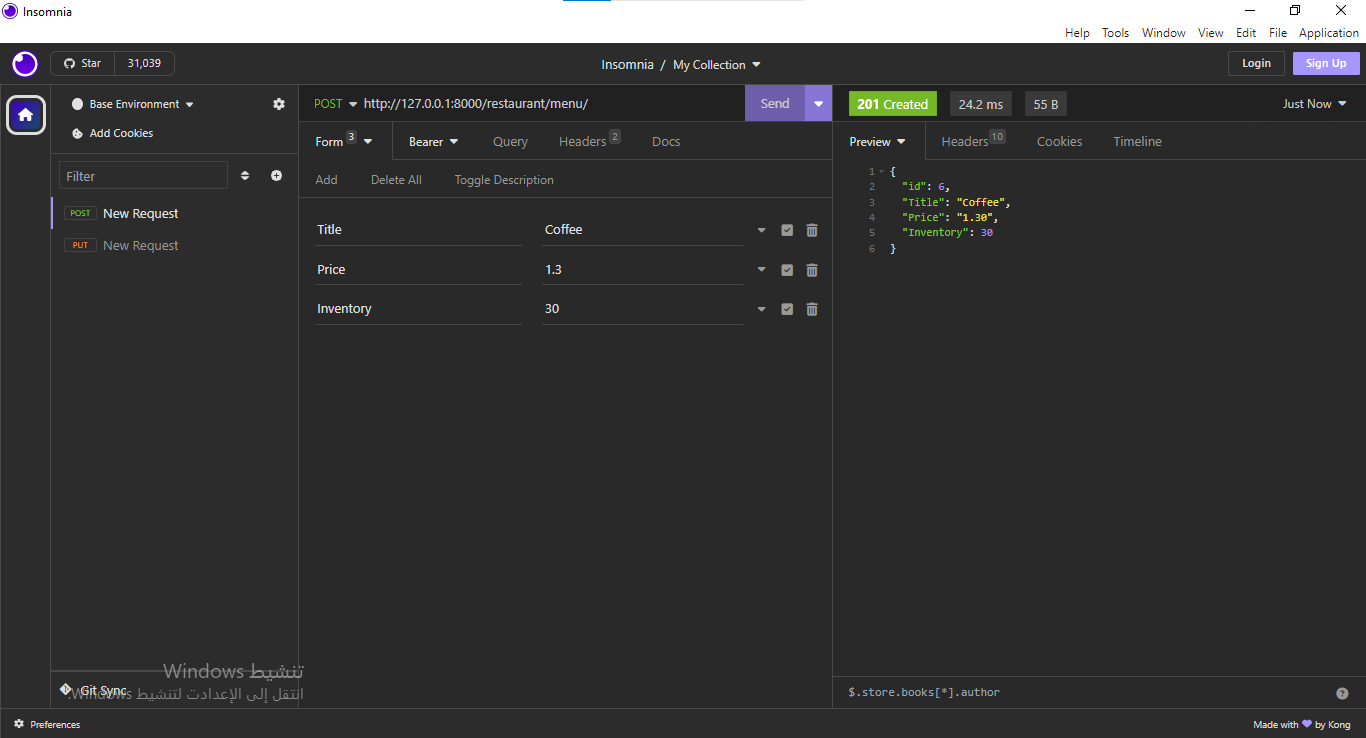 Insomnia
Help Tools Window View Edit File Application
Star 31,039
Insomnia / My Collection
Login Sign Up
Base Environment
Add Cookies
Filter
POST New Request
PUT New Request
Git Sync
POST http://127.0.0.1:8000/restaurant/menu/ Send
Form 3 Bearer Query Headers 2 Docs
Add Delete All Toggle Description
Title Coffee
Price 1.3
Inventory 30
201 Created 24.2 ms 55 B Just Now
Preview Headers 10 Cookies Timeline
1 {
2 "id": 6,
3 "Title": "Coffee",
4 "Price": "1.30",
5 "Inventory": 30
6 }
$.store.books[*].author
تنشيط Windows
انتقل إلى الإعدادت لتنشيط Windows.
Preferences
Made with by Kong